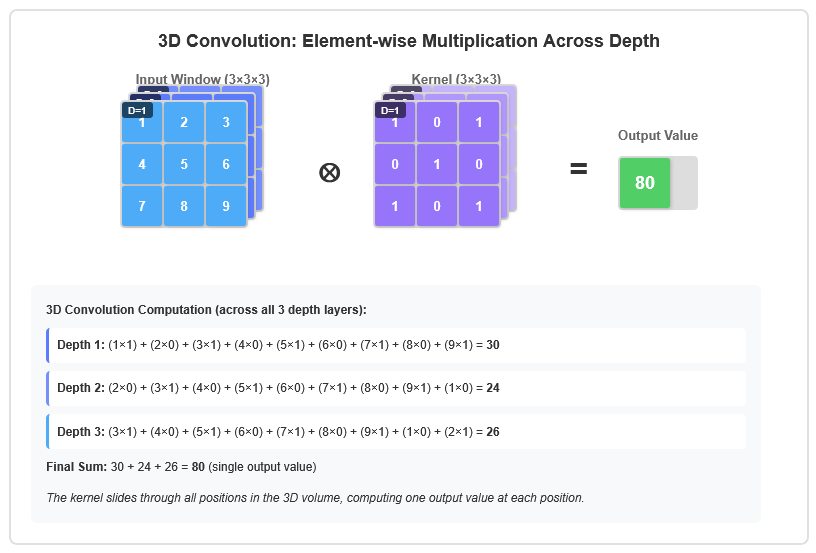 3D Convolution: Element-wise Multiplication Across Depth
Input Window (3×3×3)
Kernel (3×3×3)
D=1
1 2 3
4 5 6
7 8 9
⊗
D=1
1 0 1
0 1 0
1 0 1
=
Output Value
80
3D Convolution Computation (across all 3 depth layers):
Depth 1: (1×1) + (2×0) + (3×1) + (4×0) + (5×1) + (6×0) + (7×1) + (8×0) + (9×1) = 30
Depth 2: (2×0) + (3×1) + (4×0) + (5×1) + (6×0) + (7×1) + (8×0) + (9×1) + (1×0) = 24
Depth 3: (3×1) + (4×0) + (5×1) + (6×0) + (7×1) + (8×0) + (9×1) + (1×0) + (2×1) = 26
Final Sum: 30 + 24 + 26 = 80 (single output value)
The kernel slides through all positions in the 3D volume, computing one output value at each position.